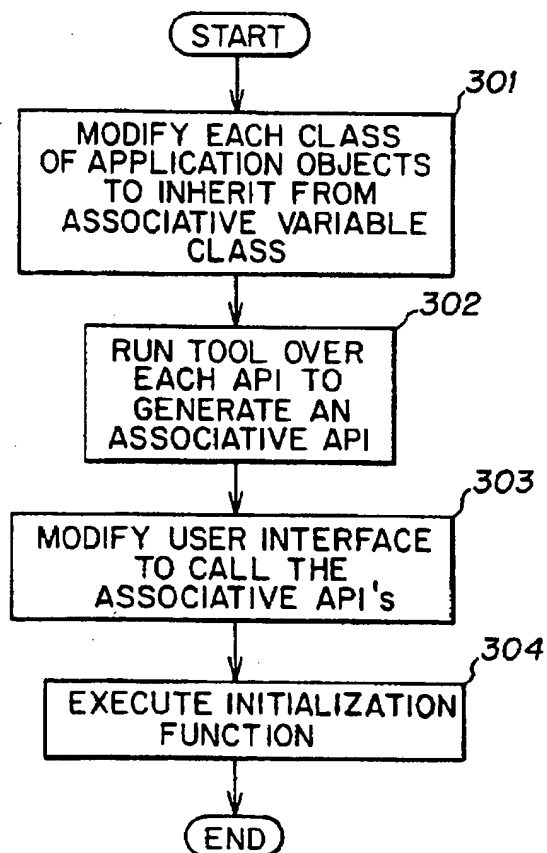 START
301
MODIFY EACH CLASS
OF APPLICATION OBJECTS
TO INHERIT FROM
ASSOCIATIVE VARIABLE
CLASS
302
RUN TOOL OVER
EACH API TO
GENERATE AN
ASSOCIATIVE API
303
MODIFY USER INTERFACE
TO CALL THE
ASSOCIATIVE API's
304
EXECUTE INITIALIZATION
FUNCTION
END